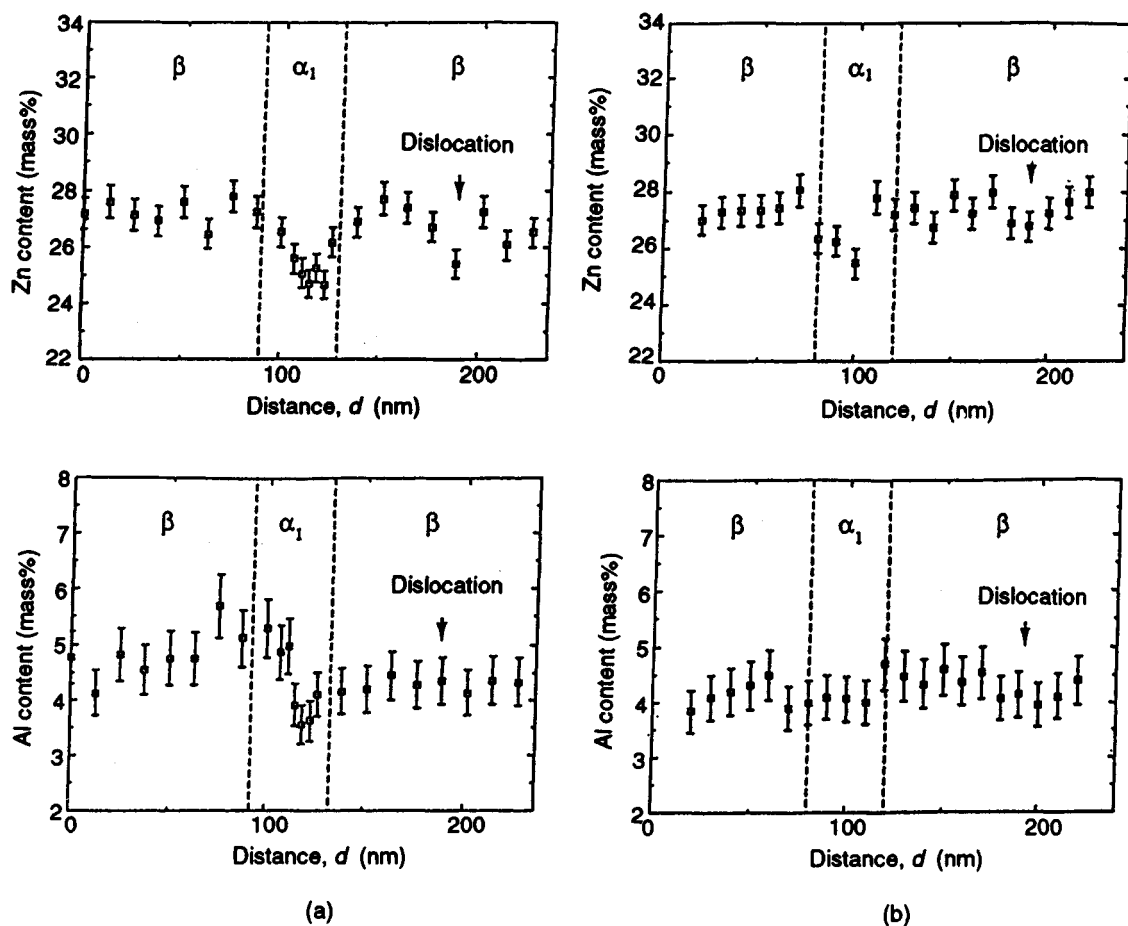 34
32
30
28
26
24
22
Zn content (mass%)
β
α₁
β
Dislocation
0
100
200
Distance, d (nm)
34
32
30
28
26
24
22
Zn content (mass%)
β
α₁
β
Dislocation
0
100
200
Distance, d (nm)
8
7
6
5
4
3
2
Al content (mass%)
β
α₁
β
Dislocation
0
100
200
Distance, d (nm)
(a)
8
7
6
5
4
3
2
Al content (mass%)
β
α₁
β
Dislocation
0
100
200
Distance, d (nm)
(b)